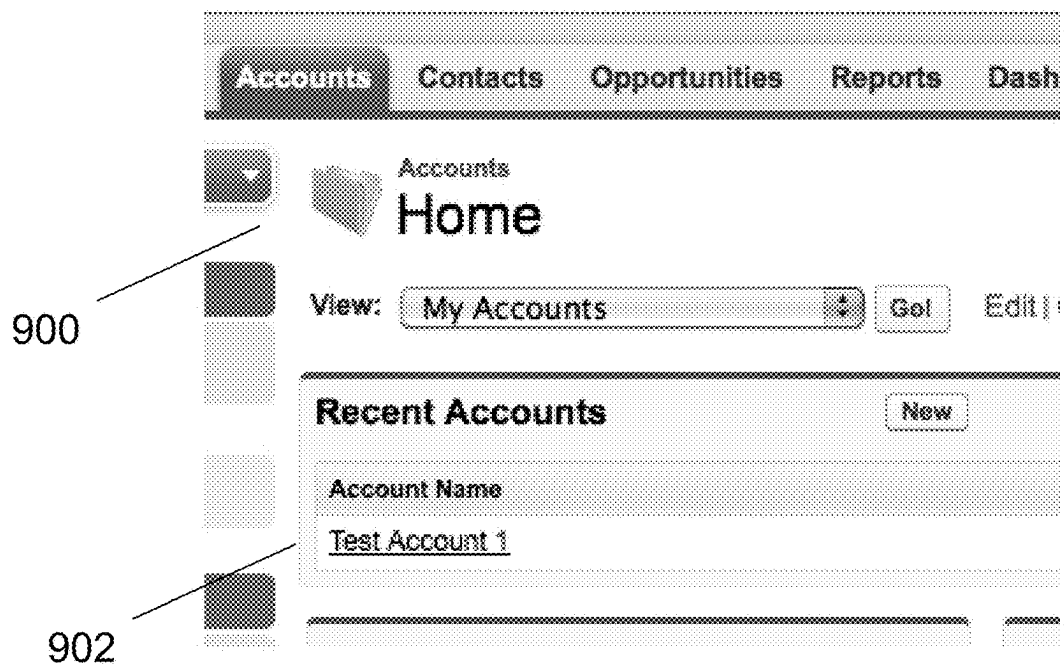 Accounts Contacts Opportunities Reports Dash
Accounts
Home
900
View: My Accounts Go! Edit |
Recent Accounts New
Account Name
Test Account 1
902